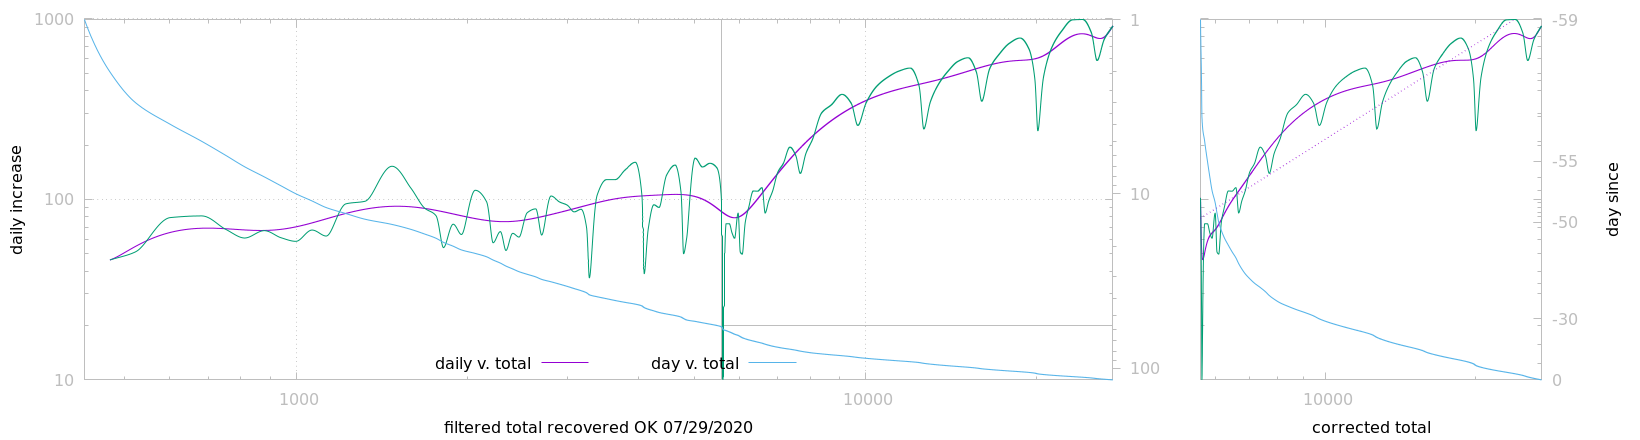 1000
100
10
daily increase
1000
10000
filtered total recovered OK 07/29/2020
daily v. total
day v. total
1
10
100
-59
-55
-50
-30
0
day since
10000
corrected total